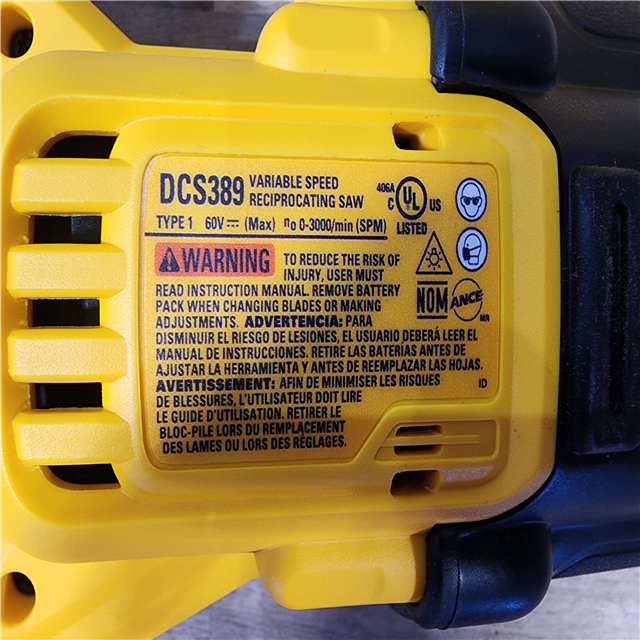 DCS389 VARIABLE SPEED
RECIPROCATING SAW
TYPE 1 60V (Max) no 0-3000/min (SPM)
406A
C UL US
LISTED
WARNING TO REDUCE THE RISK OF
INJURY, USER MUST
READ INSTRUCTION MANUAL. REMOVE BATTERY
PACK WHEN CHANGING BLADES OR MAKING
ADJUSTMENTS. ADVERTENCIA: PARA
DISMINUIR EL RIESGO DE LESIONES, EL USUARIO DEBERÁ LEER EL
MANUAL DE INSTRUCCIONES. RETIRE LAS BATERÍAS ANTES DE
AJUSTAR LA HERRAMIENTA Y ANTES DE REEMPLAZAR LAS HOJAS.
AVERTISSEMENT: AFIN DE MINIMISER LES RISQUES
DE BLESSURES, L'UTILISATEUR DOIT LIRE
LE GUIDE D'UTILISATION. RETIRER LE
BLOC-PILE LORS DU REMPLACEMENT
DES LAMES OU LORS DES RÉGLAGES.
NOM ANCE
MR
ID